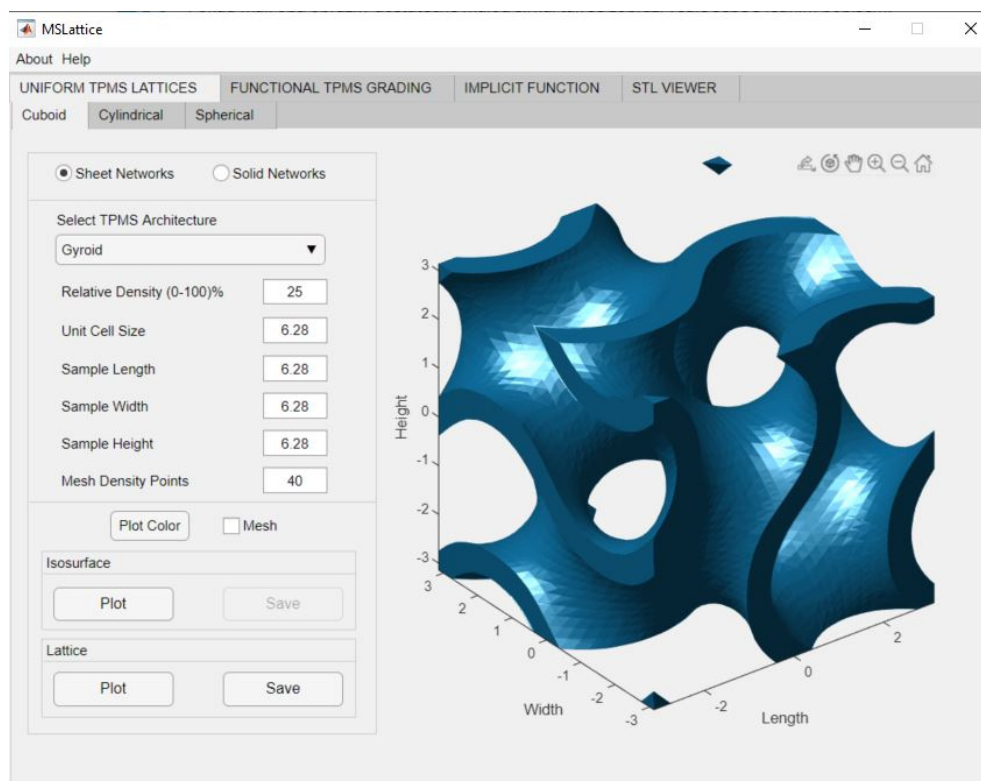 MSLattice
About Help
UNIFORM TPMS LATTICES FUNCTIONAL TPMS GRADING IMPLICIT FUNCTION STL VIEWER
Cuboid Cylindrical Spherical
Sheet Networks Solid Networks
Select TPMS Architecture
Gyroid
Relative Density (0-100)% 25
Unit Cell Size 6.28
Sample Length 6.28
Sample Width 6.28
Sample Height 6.28
Mesh Density Points 40
Plot Color Mesh
Isosurface
Plot Save
Lattice
Plot Save
3
2
1
0
-1
-2
-3
Height
3
2
1
0
-1
-2
-3
Width
-2
0
2
Length